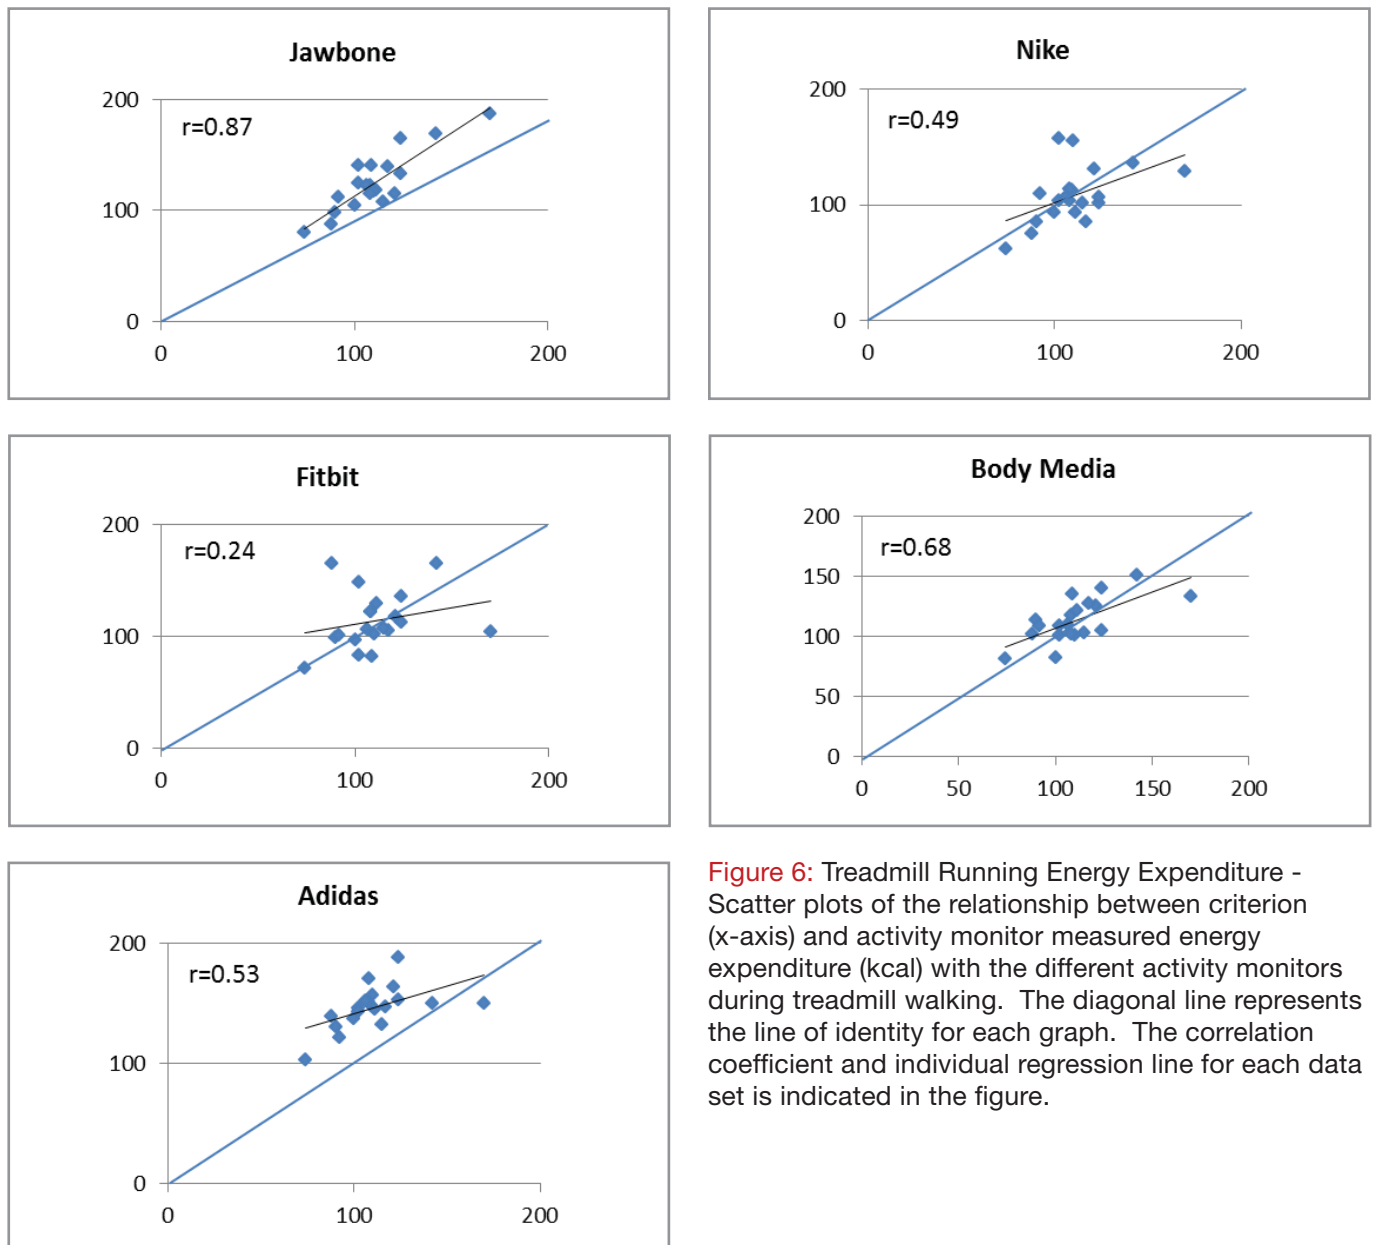 Jawbone
200
r=0.87
100
0
0 100 200
Nike
200
r=0.49
100
0
0 100 200
Fitbit
200
r=0.24
100
0
0 100 200
Body Media
200
r=0.68
150
100
50
0
0 50 100 150 200
Adidas
200
r=0.53
100
0
0 100 200
Figure 6: Treadmill Running Energy Expenditure -
Scatter plots of the relationship between criterion
(x-axis) and activity monitor measured energy
expenditure (kcal) with the different activity monitors
during treadmill walking. The diagonal line represents
the line of identity for each graph. The correlation
coefficient and individual regression line for each data
set is indicated in the figure.